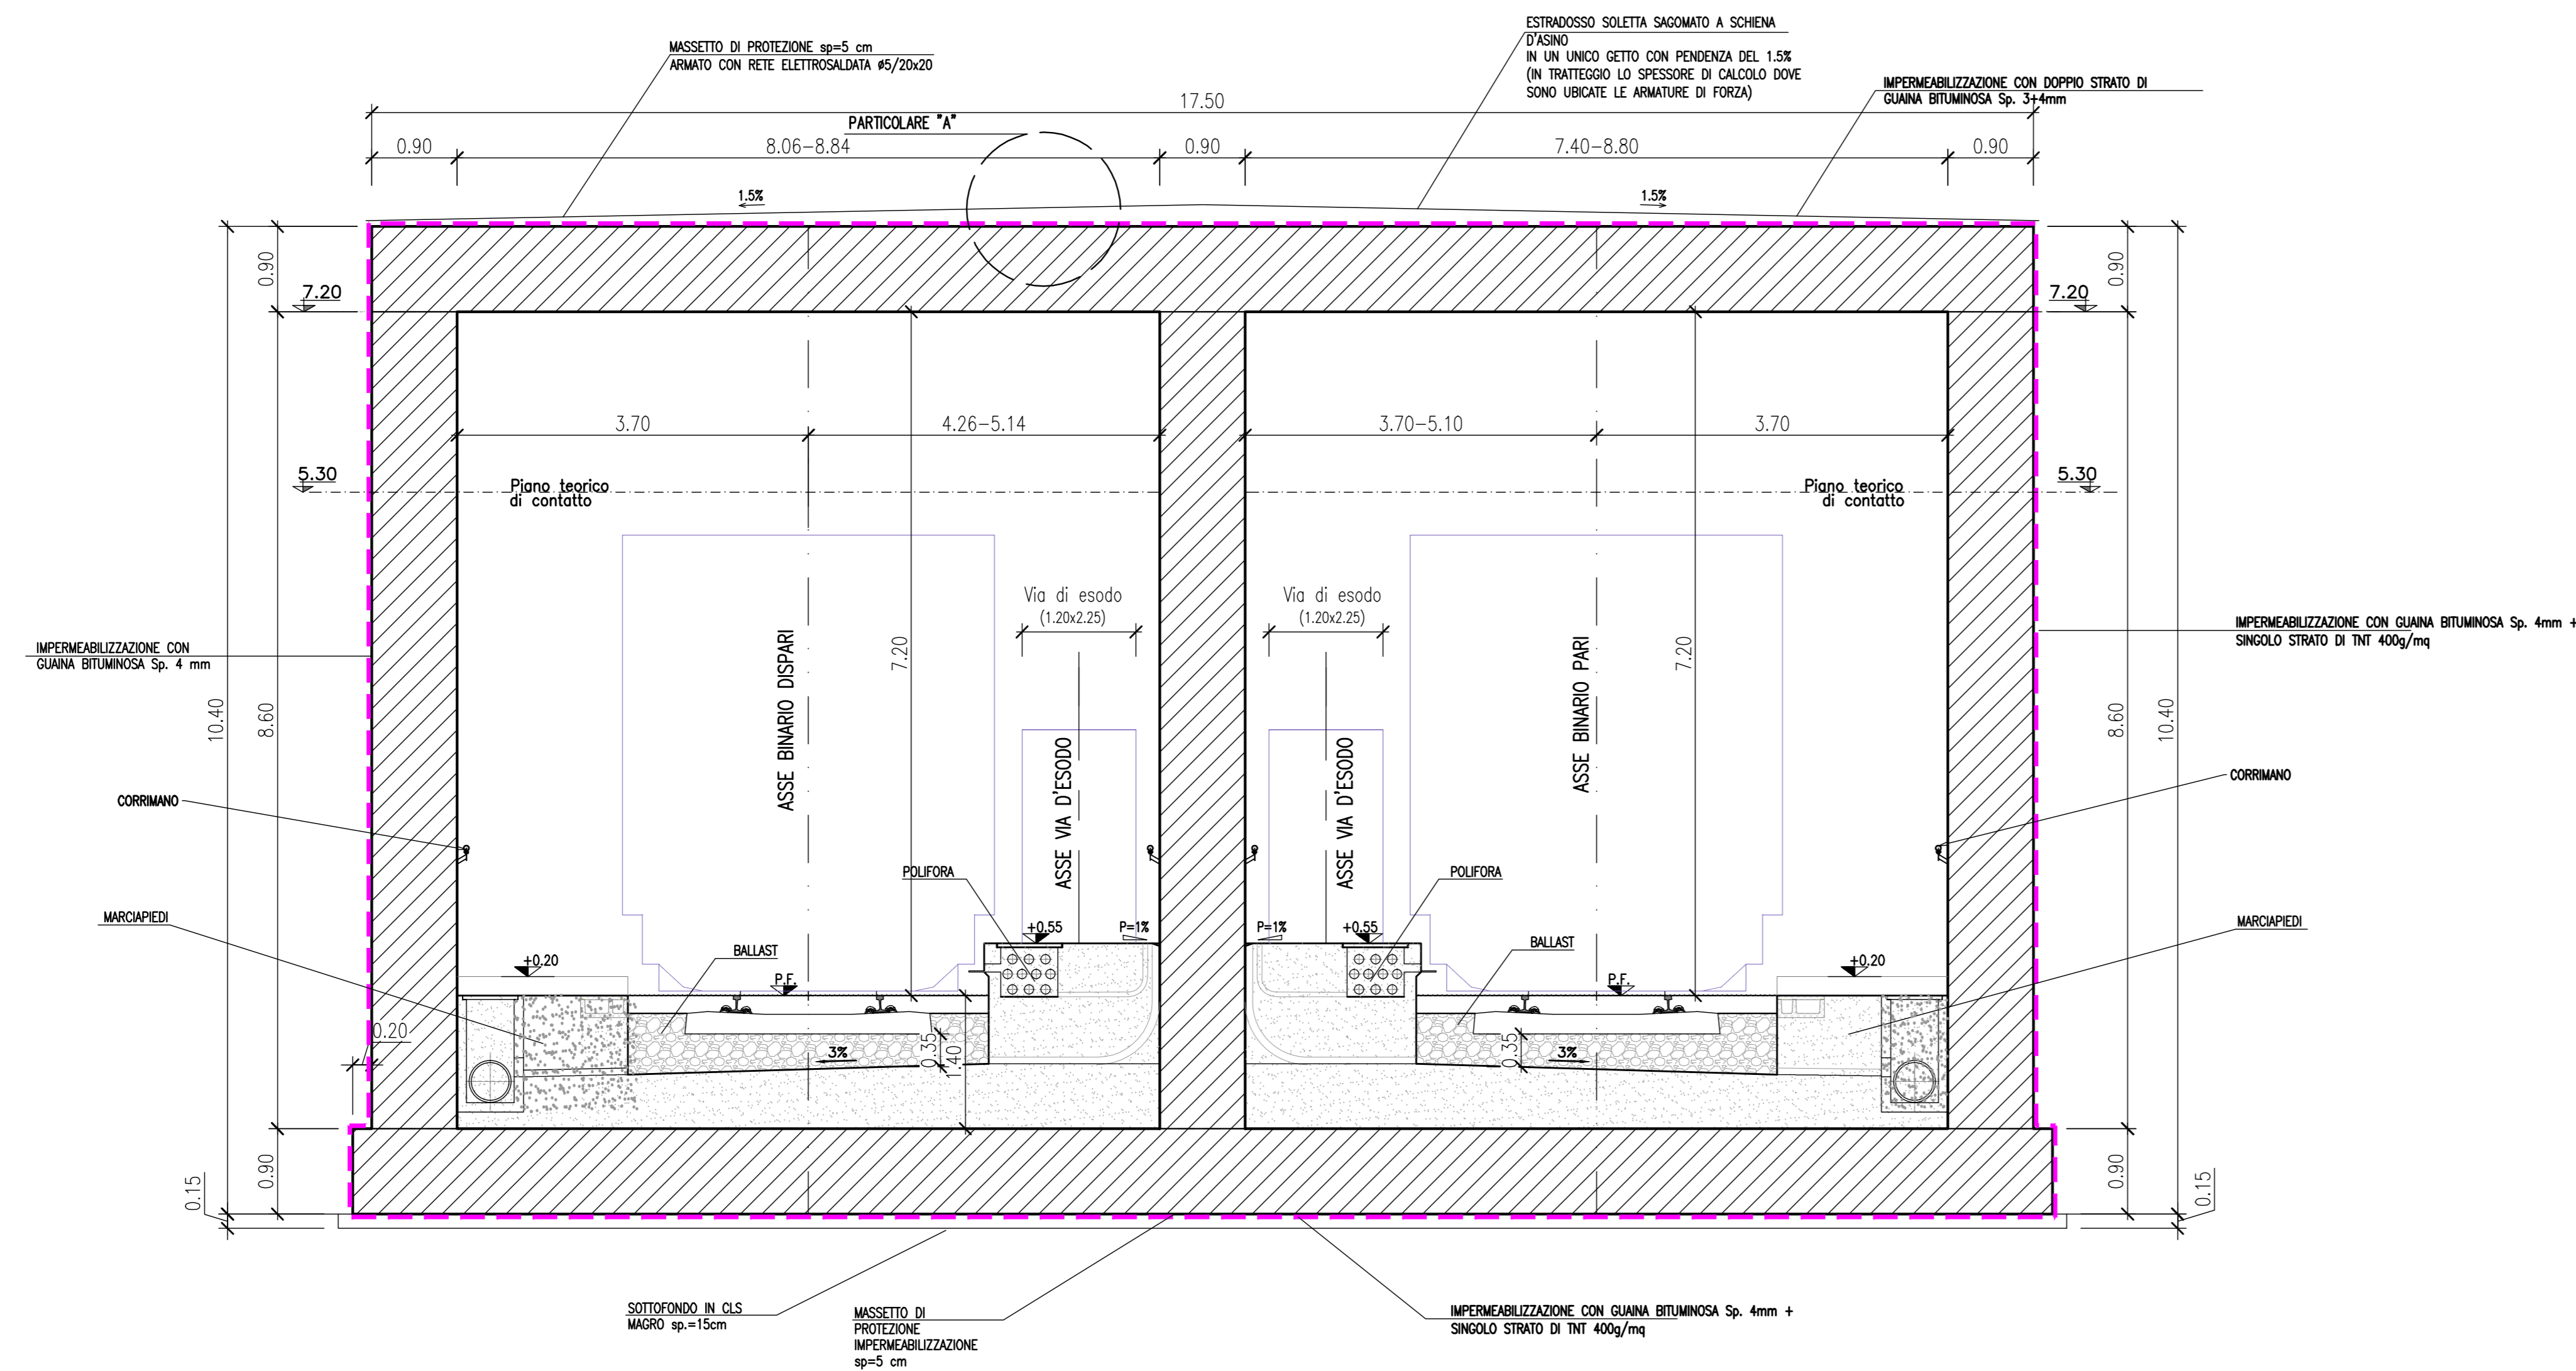 ESTRADOSSO SOLETTA SAGOMATO A SCHIENA
D'ASINO
IN UN UNICO GETTO CON PENDENZA DEL 1.5%
(IN TRATTEGGIO LO SPESSORE DI CALCOLO DOVE
SONO UBICATE LE ARMATURE DI FORZA)
MASSETTO DI PROTEZIONE sp=5 cm
ARMATO CON RETE ELETTROSALDATA ø5/20x20
IMPERMEABILIZZAZIONE CON DOPPIO STRATO DI
GUAINA BITUMINOSA Sp. 3+4mm
17.50
PARTICOLARE "A"
0.90
8.06-8.84
0.90
7.40-8.80
0.90
1.5%
1.5%
0.90
0.90
7.20
7.20
3.70
4.26-5.14
3.70-5.10
3.70
5.30
5.30
Piano teorico
di contatto
Piano teorico
di contatto
Via di esodo
(1.20x2.25)
Via di esodo
(1.20x2.25)
IMPERMEABILIZZAZIONE CON
GUAINA BITUMINOSA Sp. 4 mm
IMPERMEABILIZZAZIONE CON GUAINA BITUMINOSA Sp. 4mm +
SINGOLO STRATO DI TNT 400g/mq
ASSE BINARIO DISPARI
7.20
ASSE BINARIO PARI
7.20
10.40
8.60
8.60
10.40
ASSE VIA D'ESODO
ASSE VIA D'ESODO
CORRIMANO
CORRIMANO
POLIFORA
POLIFORA
MARCIAPIEDI
MARCIAPIEDI
+0.55
P=1%
P=1%
+0.55
BALLAST
BALLAST
+0.20
+0.20
P.F.
P.F.
0.20
3%
0.35
1.40
0.35
3%
0.90
0.15
0.90
0.15
SOTTOFONDO IN CLS
MAGRO sp.=15cm
MASSETTO DI
PROTEZIONE
IMPERMEABILIZZAZIONE
sp=5 cm
IMPERMEABILIZZAZIONE CON GUAINA BITUMINOSA Sp. 4mm +
SINGOLO STRATO DI TNT 400g/mq